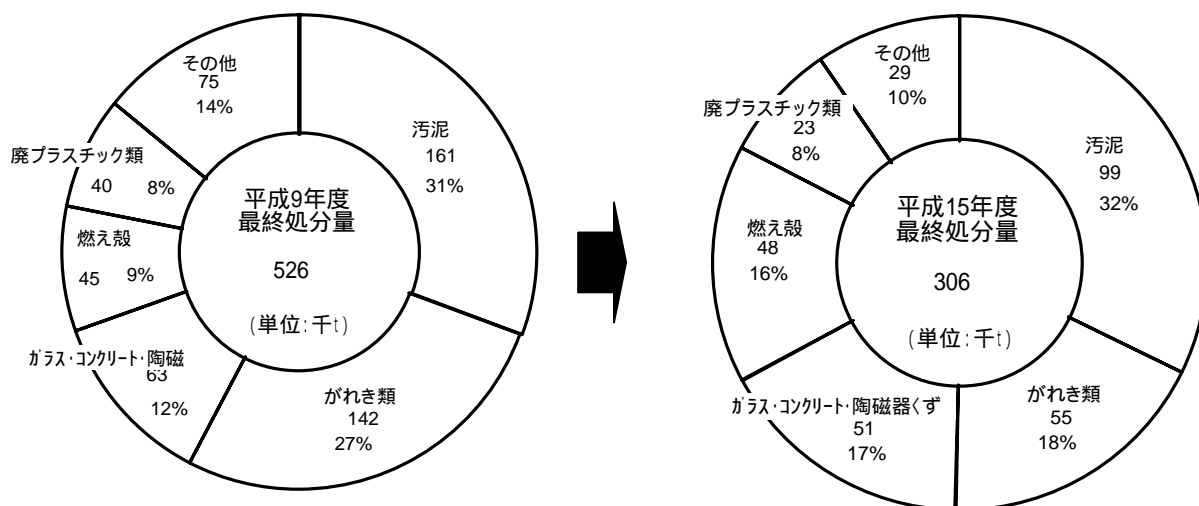 その他
75
14%
汚泥
161
31%
廃プラスチック類
40 8%
燃え殻
45 9%
ガラス・コンクリート・陶磁
63
12%
がれき類
142
27%
平成9年度
最終処分量
526
(単位:千t)
その他
29
10%
汚泥
99
32%
廃プラスチック類
23
8%
燃え殻
48
16%
ガラス・コンクリート・陶磁器くず
51
17%
がれき類
55
18%
平成15年度
最終処分量
306
(単位:千t)